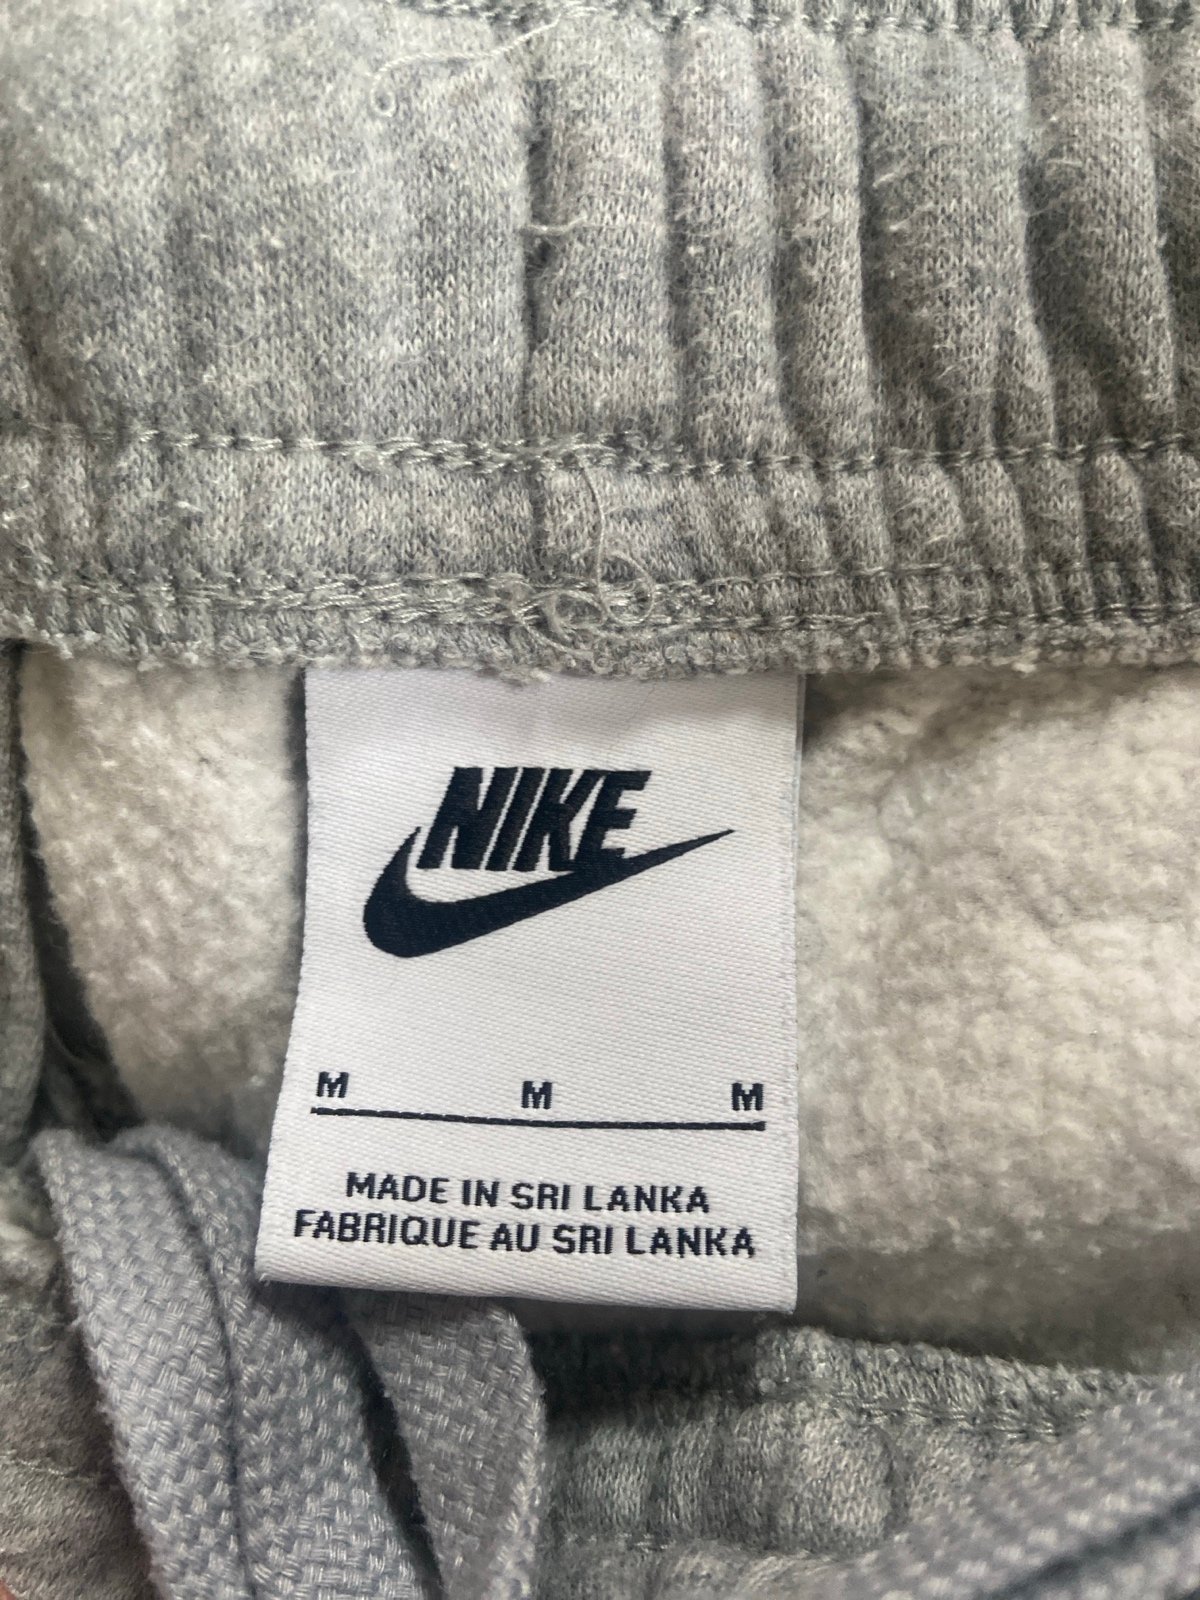 NIKE
M M M
MADE IN SRI LANKA
FABRIQUE AU SRI LANKA